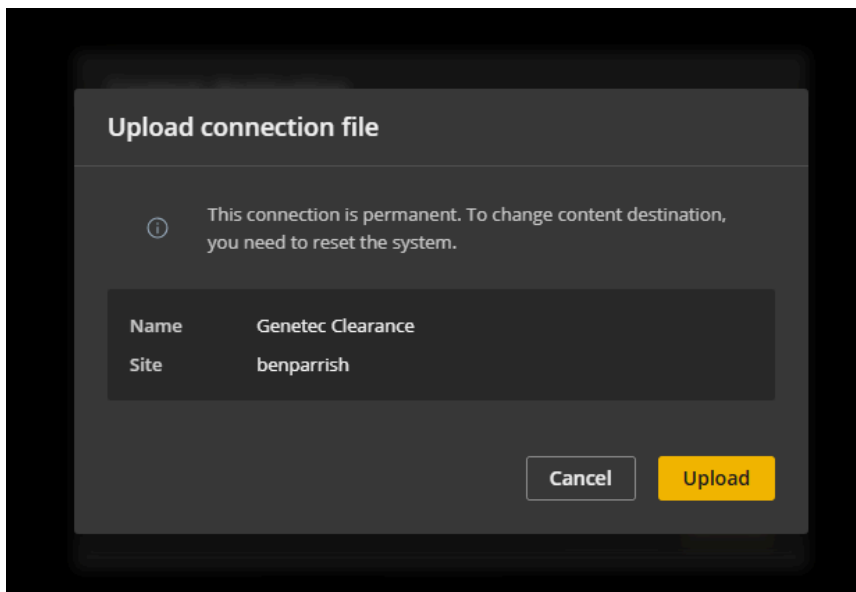 Upload connection file
This connection is permanent. To change content destination,
you need to reset the system.
Name Genetec Clearance
Site benparrish
Cancel Upload